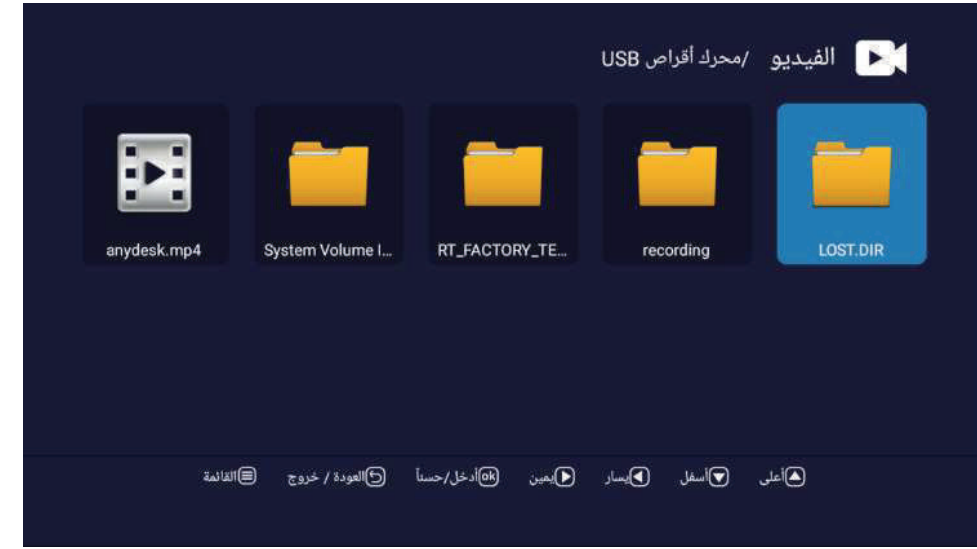 الفيديو /محرك أقراص USB
LOST.DIR
recording
RT_FACTORY_TE...
System Volume I...
anydesk.mp4
أعلى أسفل يسار يمين ok أدخل/حسناً العودة / خروج القائمة